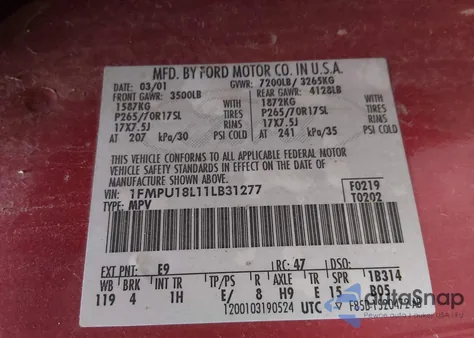 MFD. BY FORD MOTOR CO. IN U.S.A.
DATE: 03/01 GVWR: 7200LB/ 3265KG
FRONT GAWR: 3500LB REAR GAWR: 4128LB
1587KG WITH 1872KG WITH
P265/70R17SL TIRES P265/70R17SL TIRES
17X7.5J RIMS 17X7.5J RIMS
AT 207 kPa/30 PSI COLD AT 241 kPa/35 PSI COLD
THIS VEHICLE CONFORMS TO ALL APPLICABLE FEDERAL MOTOR
VEHICLE SAFETY STANDARDS IN EFFECT ON THE DATE OF
MANUFACTURE SHOWN ABOVE.
VIN: 1FMPU18L11LB31277 F0219
TYPE: MPV T0202
EXT PNT: E9 RC: 47 DSO:
WB BRK INT TR TP/PS R AXLE TR SPR 1B314
119 4 1H E/ 8 H9 E 15 B05
1200103190524 UTC
dataSnap